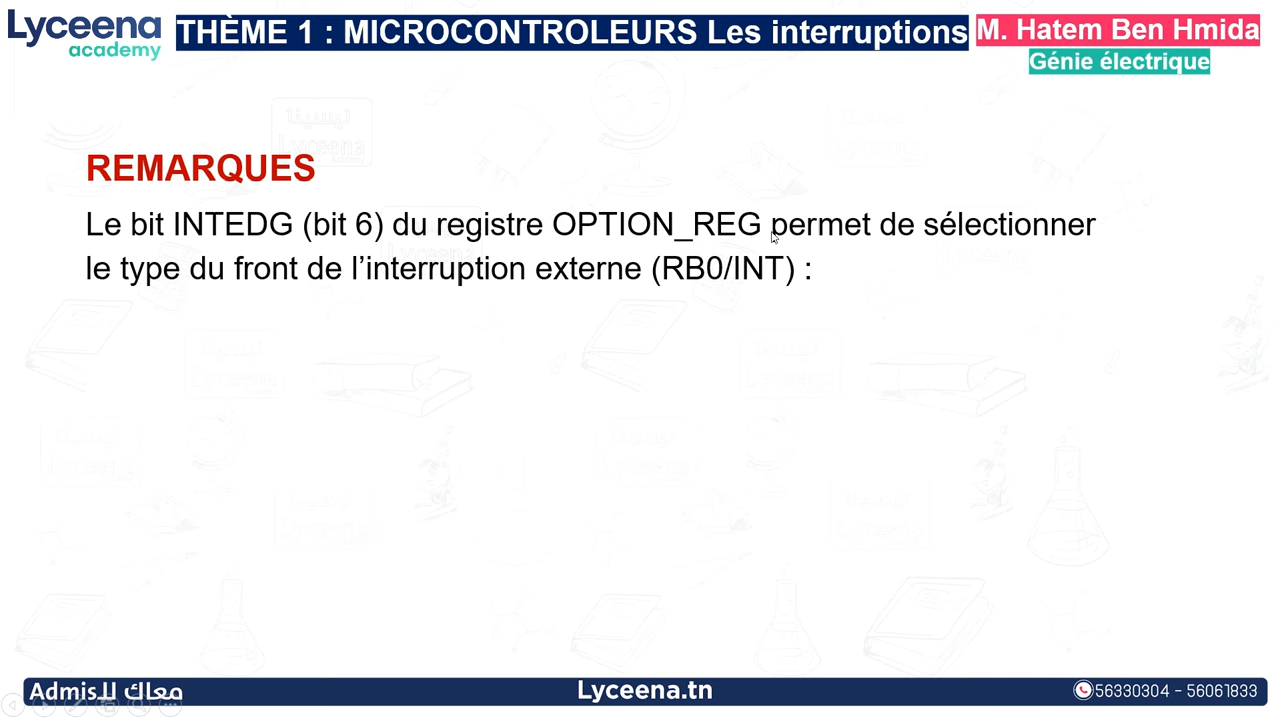 Lyceena
academy
THÈME 1 : MICROCONTROLEURS Les interruptions
M. Hatem Ben Hmida
Génie électrique
REMARQUES
Le bit INTEDG (bit 6) du registre OPTION_REG permet de sélectionner
le type du front de l’interruption externe (RB0/INT) :
معاك للـAdmis
Lyceena.tn
56330304 - 56061833